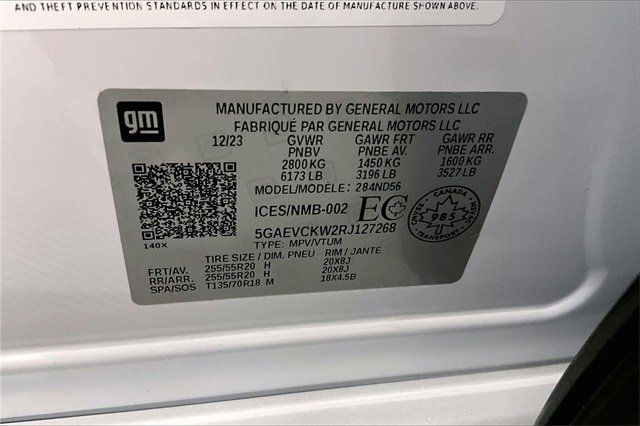 AND THEFT PREVENTION STANDARDS IN EFFECT ON THE DATE OF MANUFACTURE SHOWN ABOVE.
gm
MANUFACTURED BY GENERAL MOTORS LLC
FABRIQUÉ PAR GENERAL MOTORS LLC
12/23 GVWR GAWR FRT GAWR RR
PNBV PNBE AV. PNBE ARR.
2800 KG 1450 KG 1600 KG
6173 LB 3196 LB 3527 LB
MODEL/MODÈLE: 284ND56
ICES/NMB-002 EC
CANADA
985
TRANSPORT
5GAEVCKW2RJ127268
140X
TYPE: MPV/VTUM
TIRE SIZE / DIM. PNEU RIM / JANTE
FRT/AV. 255/55R20 H 20X8J
RR/ARR. 255/55R20 H 20X8J
SPA/SOS T135/70R18 M 18X4.5B